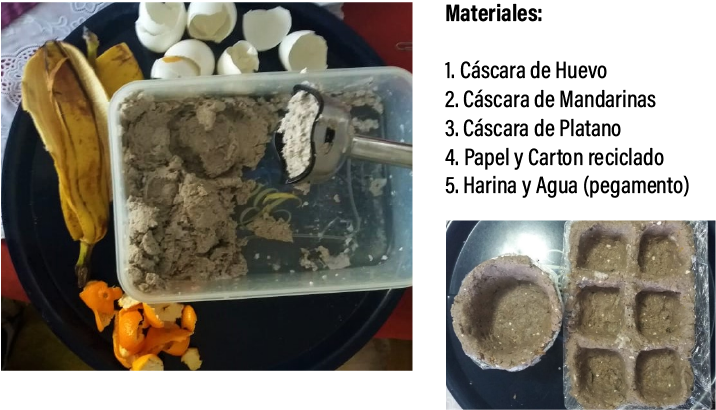 Materiales:
1. Cáscara de Huevo
2. Cáscara de Mandarinas
3. Cáscara de Platano
4. Papel y Carton reciclado
5. Harina y Agua (pegamento)